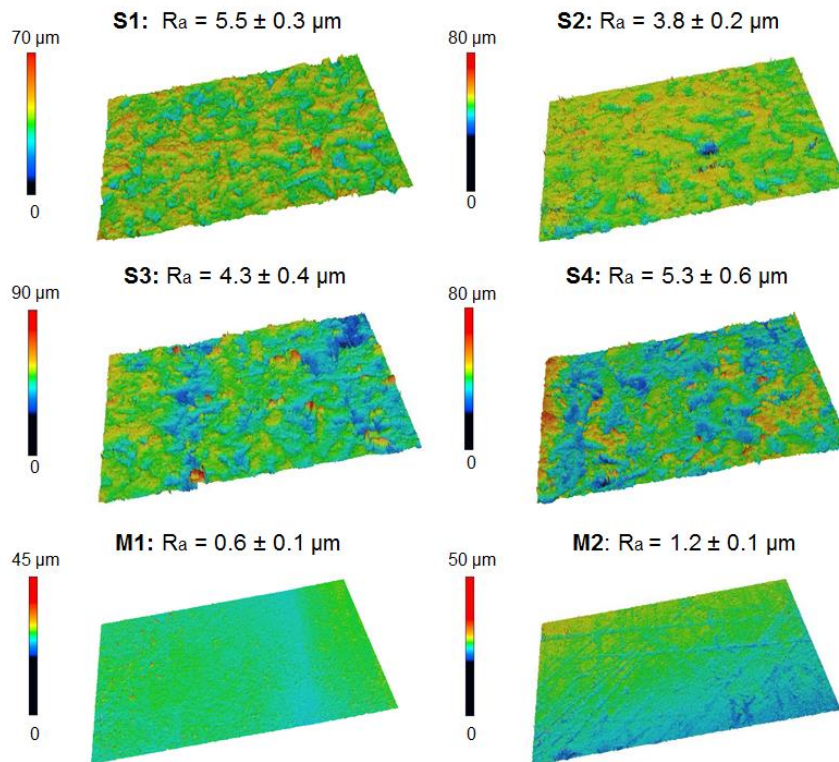 S1: Ra = 5.5 ± 0.3 µm
70 µm
0
S2: Ra = 3.8 ± 0.2 µm
80 µm
0
S3: Ra = 4.3 ± 0.4 µm
90 µm
0
S4: Ra = 5.3 ± 0.6 µm
80 µm
0
M1: Ra = 0.6 ± 0.1 µm
45 µm
0
M2: Ra = 1.2 ± 0.1 µm
50 µm
0